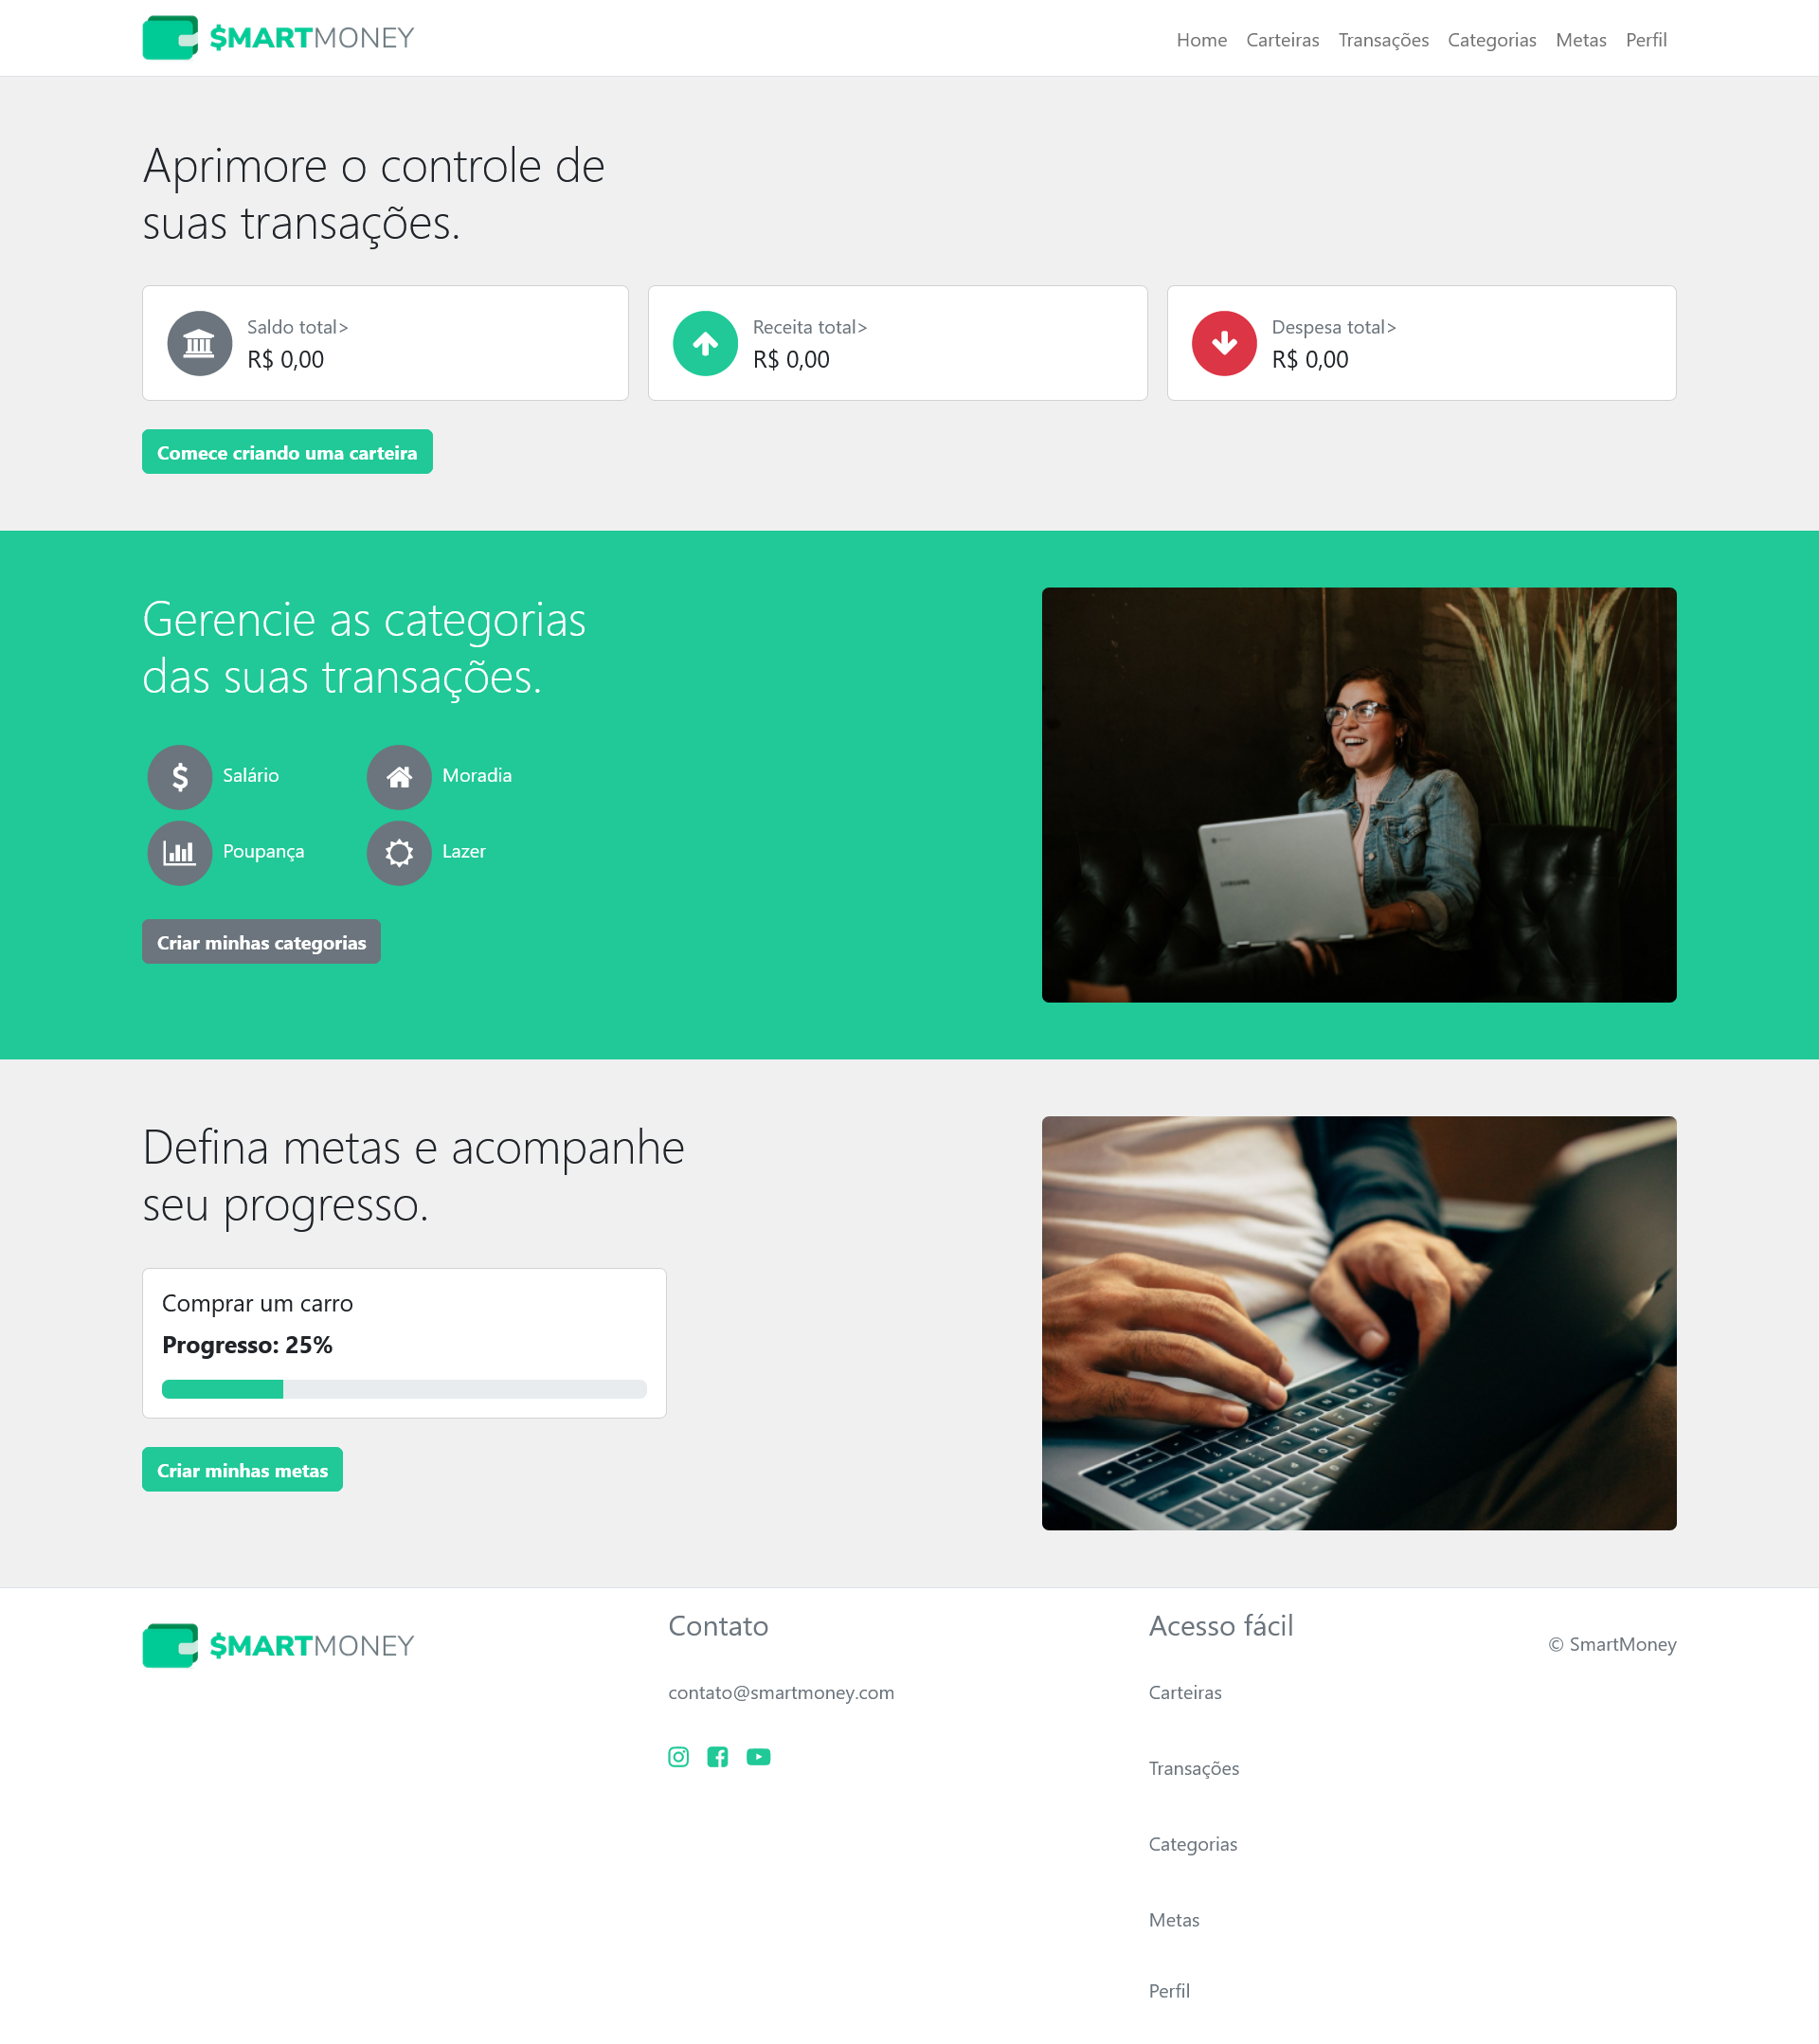 $MARTMONEY
Home Carteiras Transações Categorias Metas Perfil
Aprimore o controle de
suas transações.
Saldo total>
R$ 0,00
Receita total>
R$ 0,00
Despesa total>
R$ 0,00
Comece criando uma carteira
Gerencie as categorias
das suas transações.
Salário
Moradia
Poupança
Lazer
Criar minhas categorias
SAMSUNG
Defina metas e acompanhe
seu progresso.
Comprar um carro
Progresso: 25%
Criar minhas metas
$MARTMONEY
Contato
contato@smartmoney.com
Acesso fácil
Carteiras
Transações
Categorias
Metas
Perfil
© SmartMoney